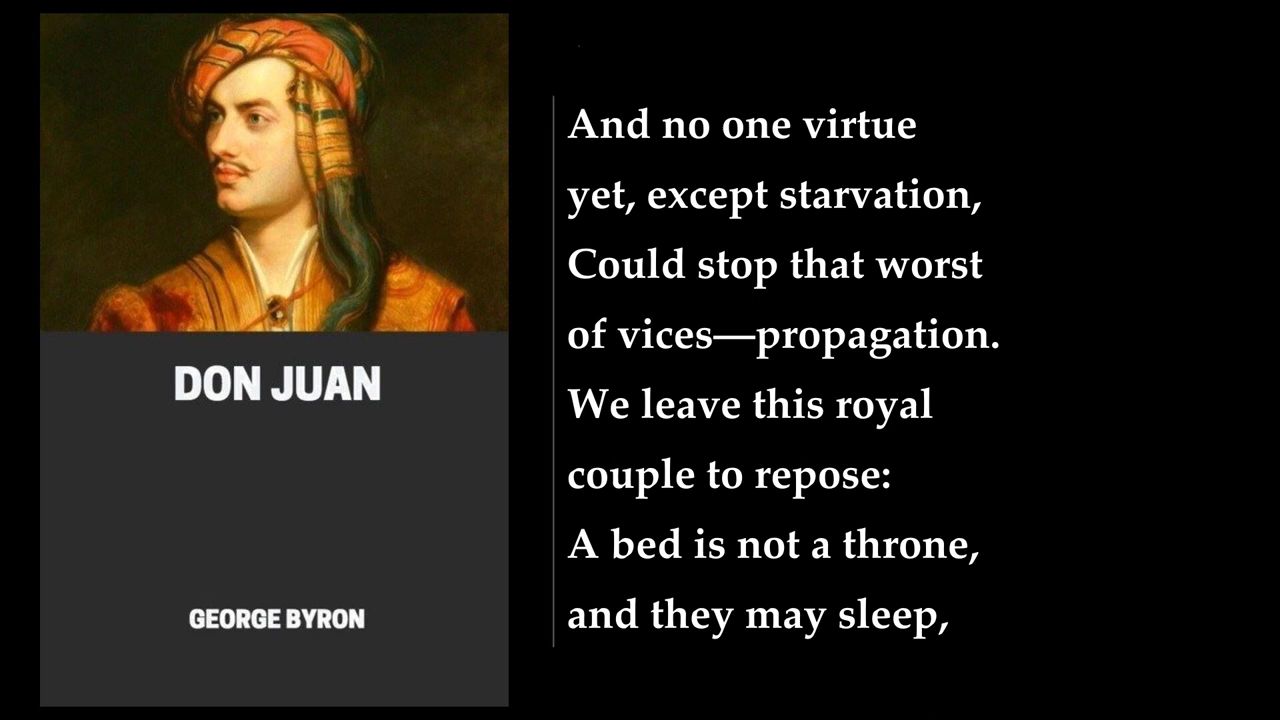 DON JUAN
GEORGE BYRON
And no one virtue
yet, except starvation,
Could stop that worst
of vices—propagation.
We leave this royal
couple to repose:
A bed is not a throne,
and they may sleep,